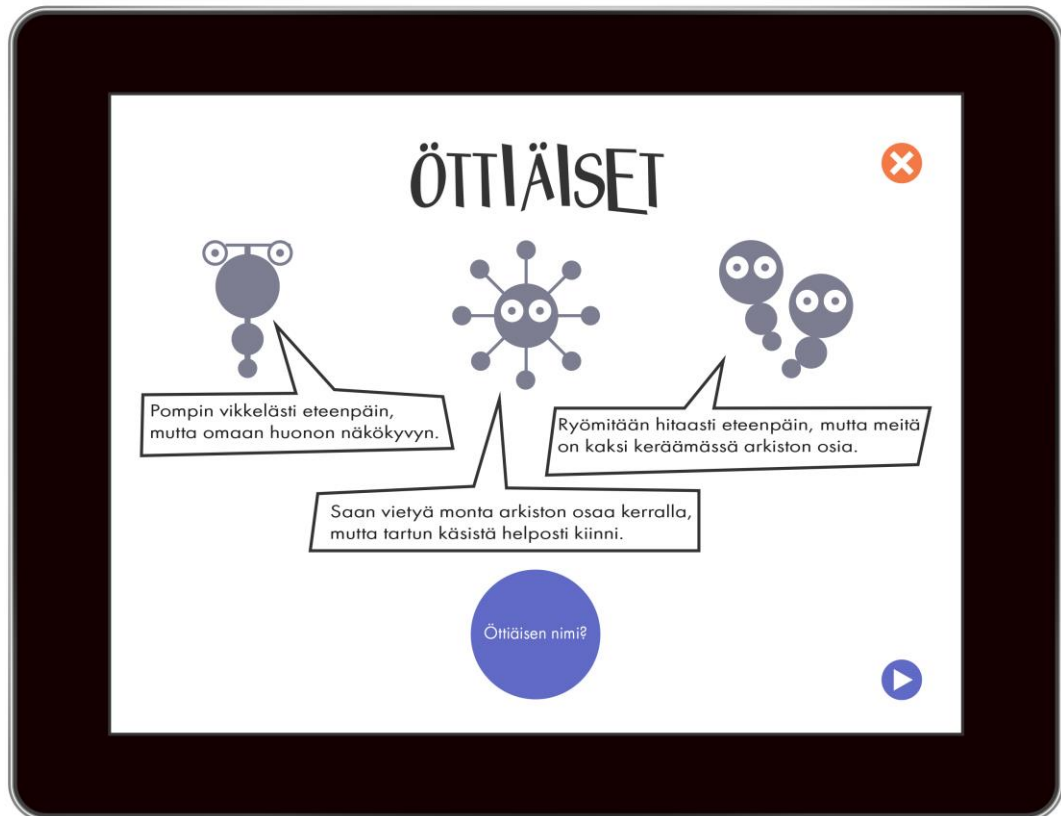 ÖTTIÄISET
Pompin vikkelästi eteenpäin,
mutta omaan huonon näkökyvyn.
Saan vietyä monta arkiston osaa kerralla,
mutta tartun käsistä helposti kiinni.
Ryömitään hitaasti eteenpäin, mutta meitä
on kaksi keräämässä arkiston osia.
Öttiäisen nimi?